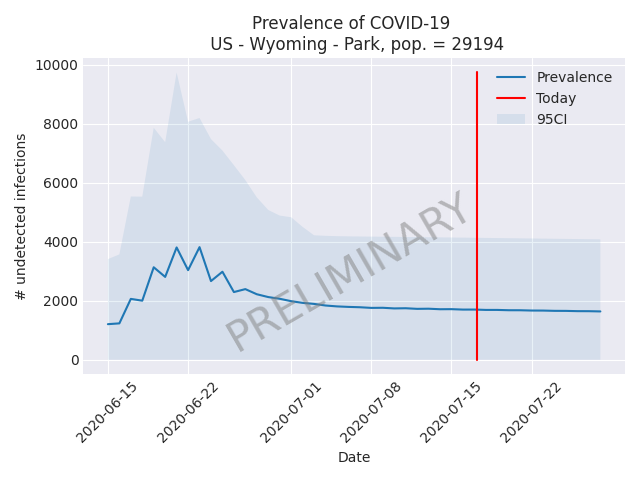 Prevalence of COVID-19
US - Wyoming - Park, pop. = 29194
10000
8000
6000
4000
2000
0
# undetected infections
Prevalence
Today
95CI
PRELIMINARY
2020-06-15
2020-06-22
2020-07-01
2020-07-08
2020-07-15
2020-07-22
Date